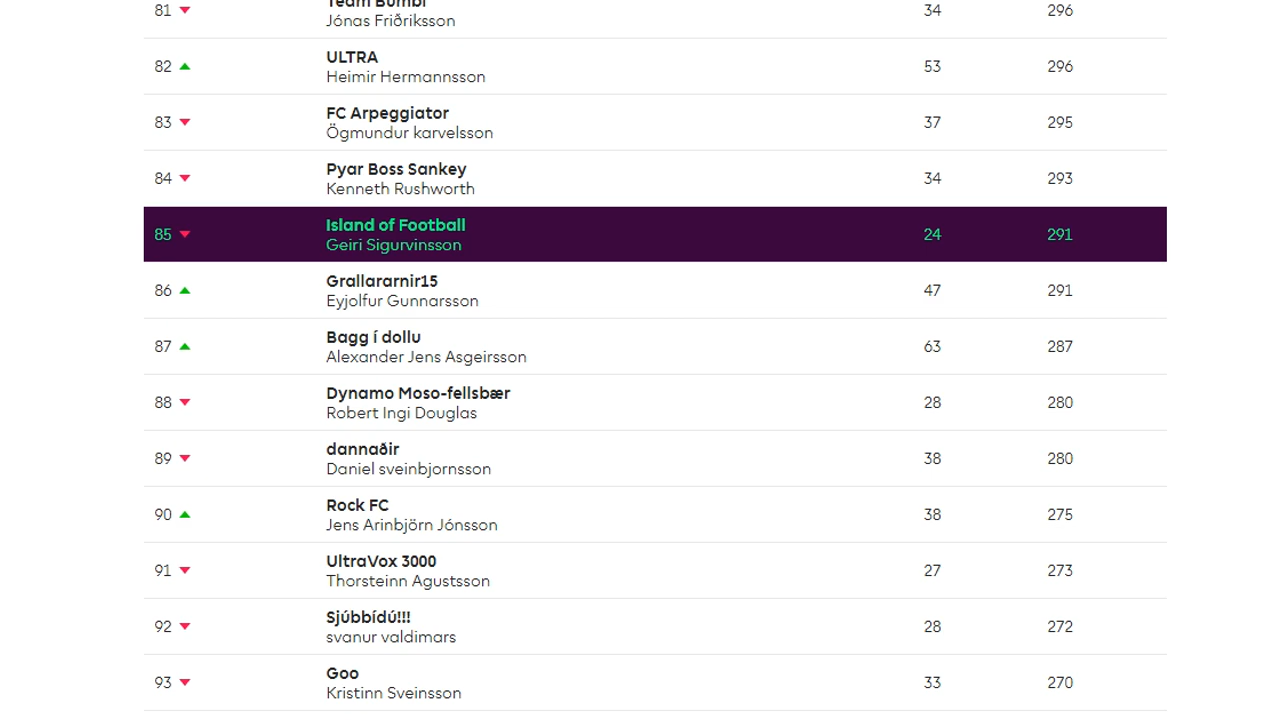 Team Bumbi
81 34 296
Jónas Friðriksson
ULTRA
82 53 296
Heimir Hermannsson
FC Arpeggiator
83 37 295
Ögmundur karvelsson
Pyar Boss Sankey
84 34 293
Kenneth Rushworth
Island of Football
85 24 291
Geiri Sigurvinsson
Grallararnir15
86 47 291
Eyjolfur Gunnarsson
Bagg í dollu
87 63 287
Alexander Jens Asgeirsson
Dynamo Moso-fellsbær
88 28 280
Robert Ingi Douglas
dannaðir
89 38 280
Daniel sveinbjornsson
Rock FC
90 38 275
Jens Arinbjörn Jónsson
UltraVox 3000
91 27 273
Thorsteinn Agustsson
Sjúbbídú!!!
92 28 272
svanur valdimars
Goo
93 33 270
Kristinn Sveinsson